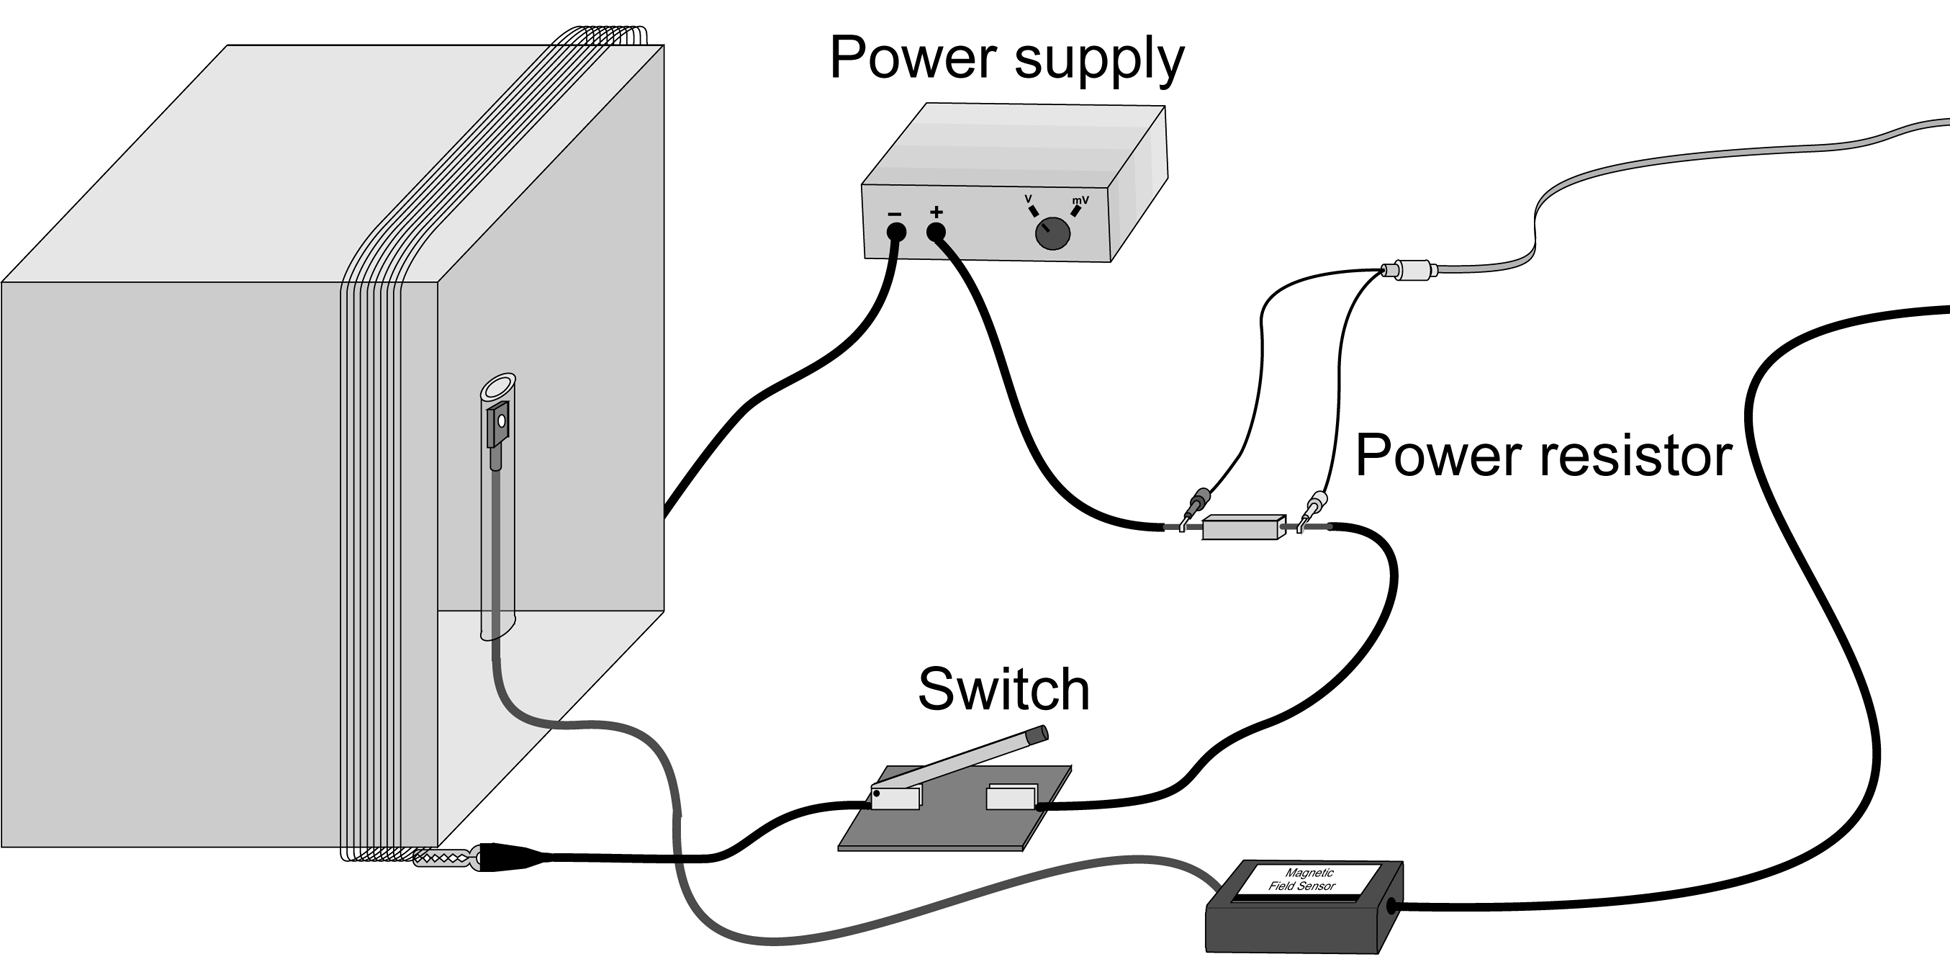 Power supply
− +
V mV
Power resistor
Switch
Magnetic
Field Sensor